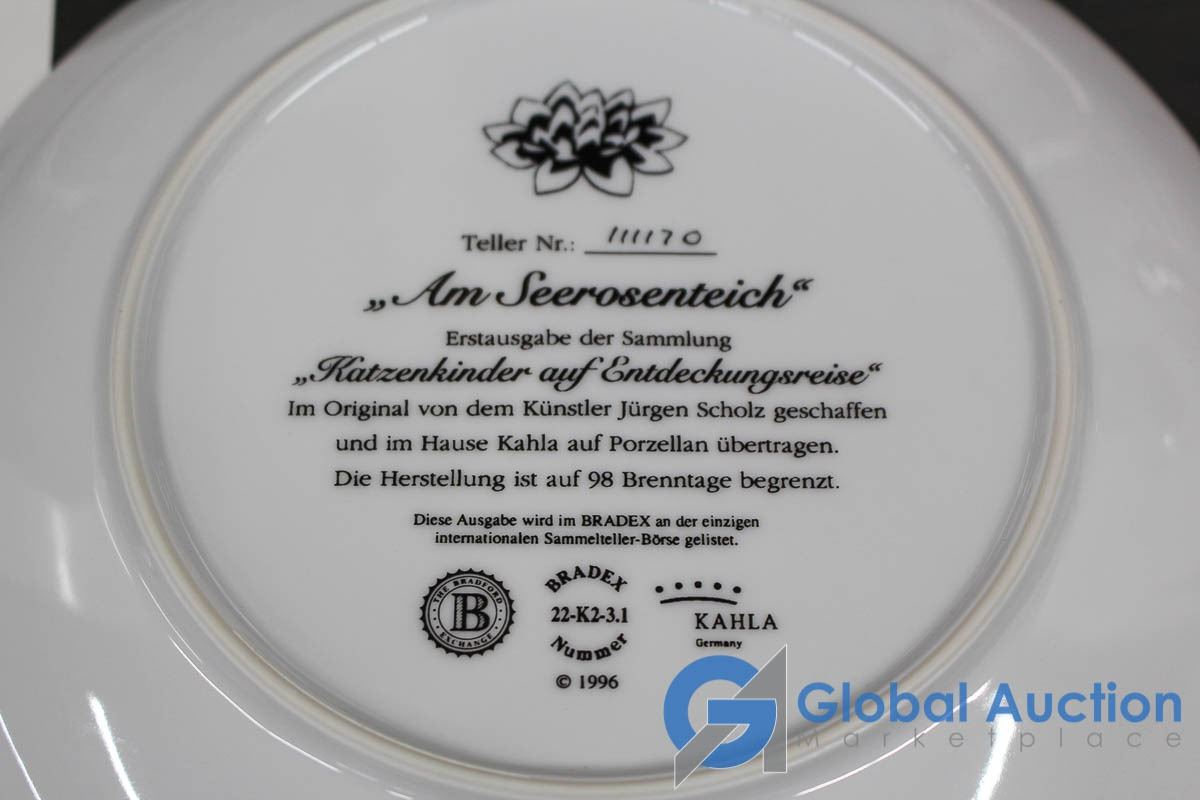 Teller Nr.: 111170
„Am Seerosenteich“
Erstausgabe der Sammlung
„Katzenkinder auf Entdeckungsreise“
Im Original von dem Künstler Jürgen Scholz geschaffen
und im Hause Kahla auf Porzellan übertragen.
Die Herstellung ist auf 98 Brenntage begrenzt.
Diese Ausgabe wird im BRADEX an der einzigen
internationalen Sammelteller-Börse gelistet.
THE BRADFORD
B
EXCHANGE
BRADEX
22-K2-3.1
Nummer
© 1996
KAHLA
Germany
Global Auction
Marketplace